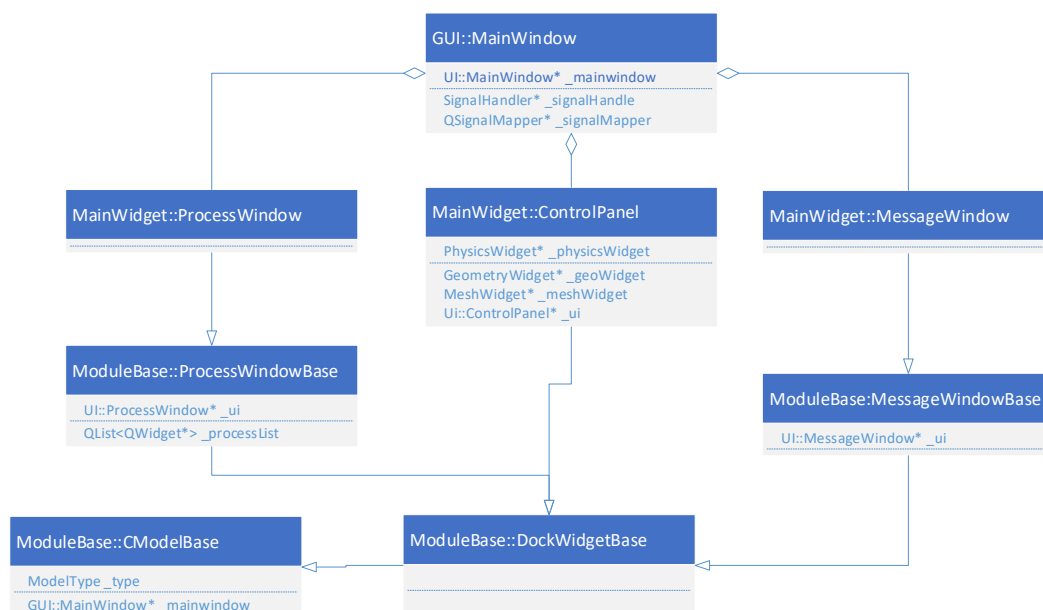 GUI::MainWindow
UI::MainWindow* _mainwindow
SignalHandler* _signalHandle
QSignalMapper* _signalMapper
MainWidget::ProcessWindow
MainWidget::ControlPanel
PhysicsWidget* _physicsWidget
GeometryWidget* _geoWidget
MeshWidget* _meshWidget
Ui::ControlPanel* _ui
MainWidget::MessageWindow
ModuleBase::ProcessWindowBase
UI::ProcessWindow* _ui
QList<QWidget*> _processList
ModuleBase:MessageWindowBase
UI::MessageWindow* _ui
ModuleBase::CModelBase
ModelType _type
GUI::MainWindow* _mainwindow
ModuleBase::DockWidgetBase